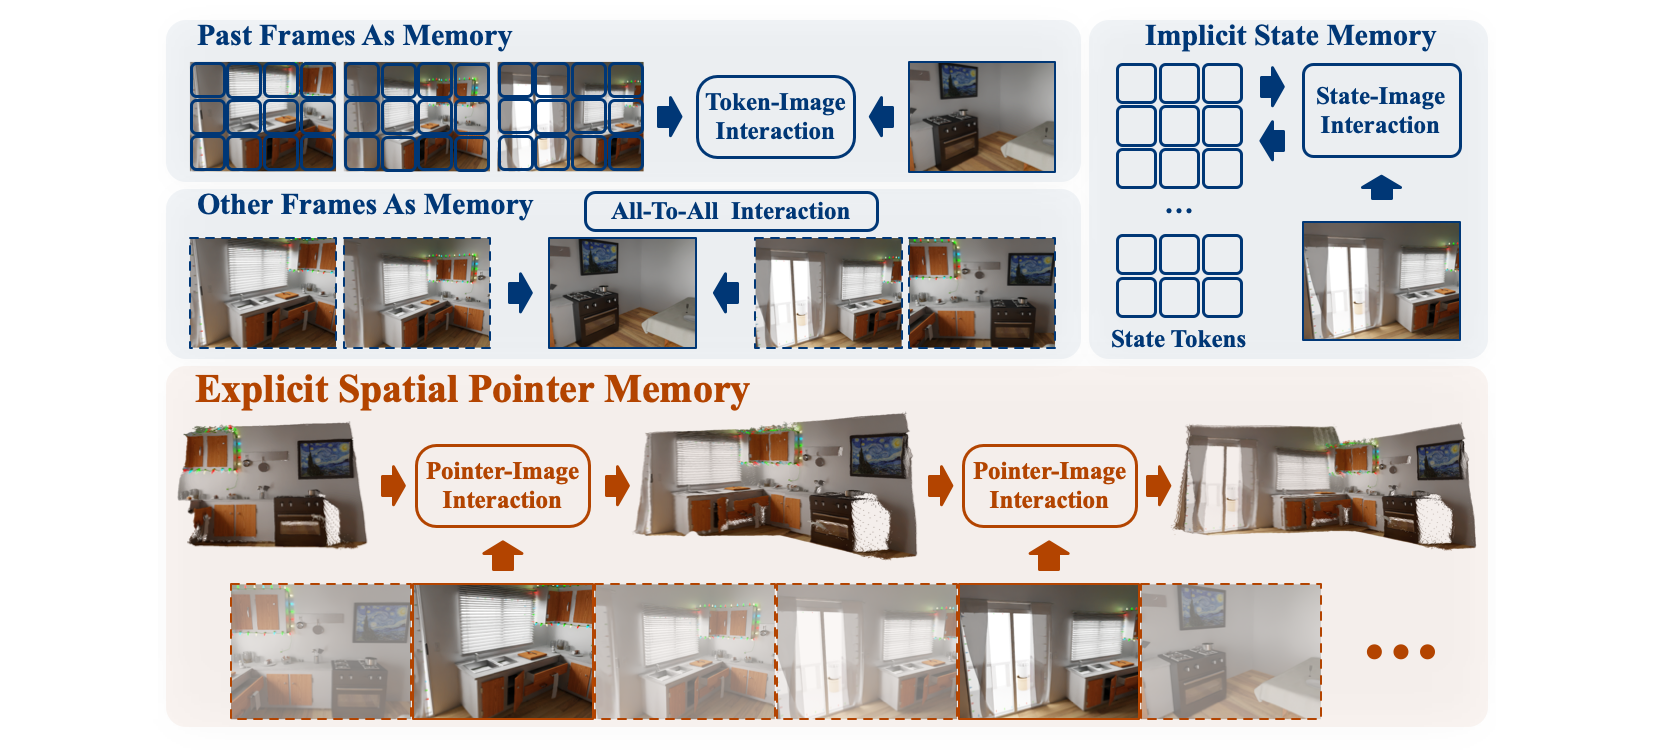 Past Frames As Memory
Token-Image
Interaction
Other Frames As Memory
All-To-All Interaction
Implicit State Memory
State-Image
Interaction
...
State Tokens
Explicit Spatial Pointer Memory
Pointer-Image
Interaction
Pointer-Image
Interaction
...